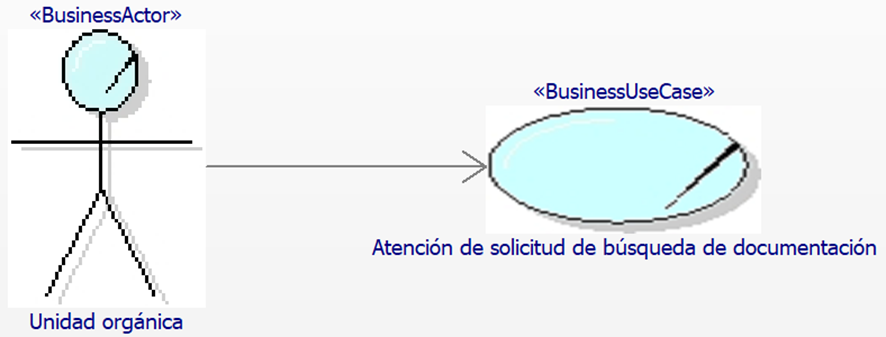 «BusinessActor»
«BusinessUseCase»
Atención de solicitud de búsqueda de documentación
Unidad orgánica